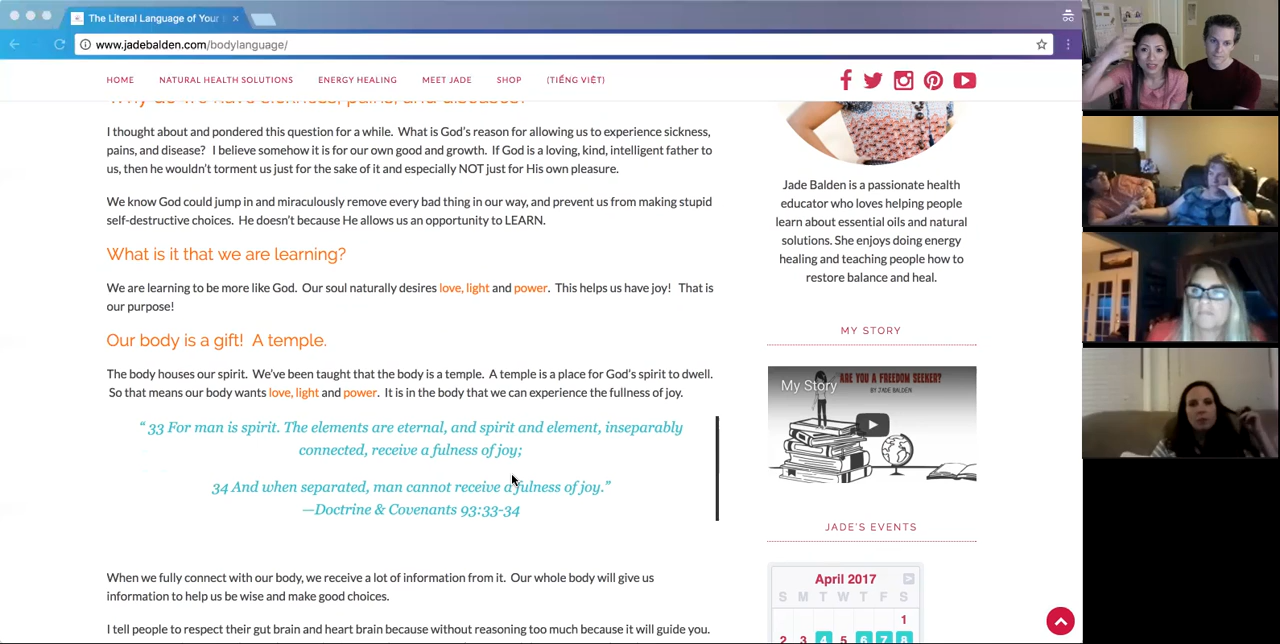 The Literal Language of Your
www.jadebalden.com/bodylanguage/
HOME NATURAL HEALTH SOLUTIONS ENERGY HEALING MEET JADE SHOP (TIẾNG VIỆT)
Why do we have sickness, pains, and disease?
I thought about and pondered this question for a while. What is God's reason for allowing us to experience sickness,
pains, and disease? I believe somehow it is for our own good and growth. If God is a loving, kind, intelligent father to
us, then he wouldn't torment us just for the sake of it and especially NOT just for His own pleasure.
We know God could jump in and miraculously remove every bad thing in our way, and prevent us from making stupid
self-destructive choices. He doesn't because He allows us an opportunity to LEARN.
What is it that we are learning?
We are learning to be more like God. Our soul naturally desires love, light and power. This helps us have joy! That is
our purpose!
Our body is a gift! A temple.
The body houses our spirit. We've been taught that the body is a temple. A temple is a place for God's spirit to dwell.
So that means our body wants love, light and power. It is in the body that we can experience the fullness of joy.
" 33 For man is spirit. The elements are eternal, and spirit and element, inseparably
connected, receive a fulness of joy;
34 And when separated, man cannot receive a fulness of joy."
—Doctrine & Covenants 93:33-34
When we fully connect with our body, we receive a lot of information from it. Our whole body will give us
information to help us be wise and make good choices.
I tell people to respect their gut brain and heart brain because without reasoning too much because it will guide you.
Jade Balden is a passionate health
educator who loves helping people
learn about essential oils and natural
solutions. She enjoys doing energy
healing and teaching people how to
restore balance and heal.
MY STORY
My Story
ARE YOU A FREEDOM SEEKER?
BY JADE BALDEN
JADE'S EVENTS
April 2017 >
S M T W T F S
1
2 3 4 5 6 7 8